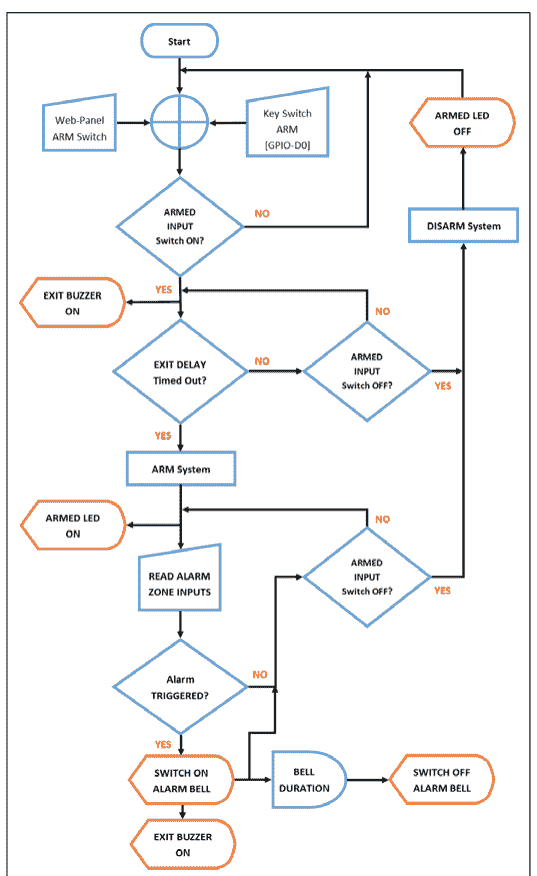 Start
Web-Panel
ARM Switch
Key Switch
ARM
[GPIO-D0]
ARMED LED
OFF
ARMED
INPUT
Switch ON?
NO
DISARM System
YES
EXIT BUZZER
ON
NO
EXIT DELAY
Timed Out?
NO
ARMED
INPUT
Switch OFF?
YES
YES
ARM System
ARMED LED
ON
NO
READ ALARM
ZONE INPUTS
ARMED
INPUT
Switch OFF?
YES
Alarm
TRIGGERED?
NO
YES
SWITCH ON
ALARM BELL
BELL
DURATION
SWITCH OFF
ALARM BELL
EXIT BUZZER
ON